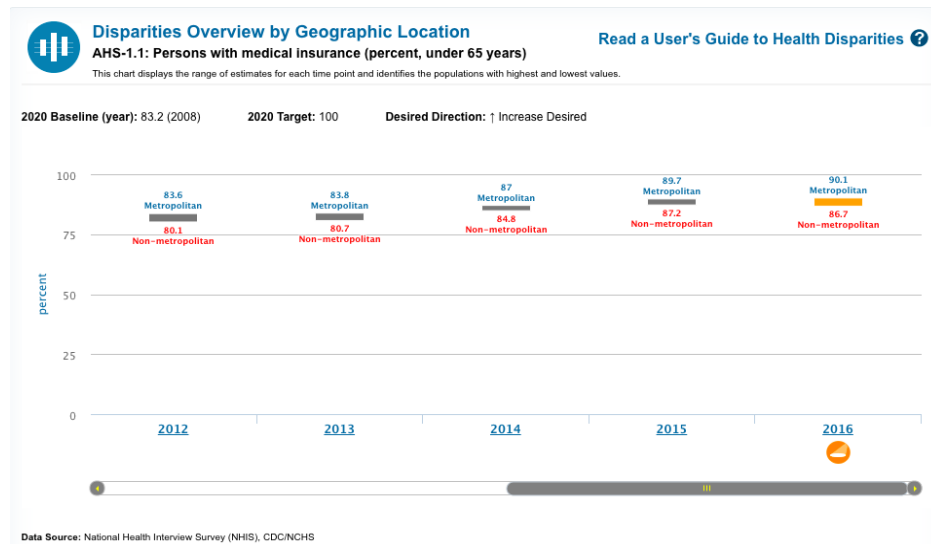 Disparities Overview by Geographic Location
AHS-1.1: Persons with medical insurance (percent, under 65 years)
Read a User's Guide to Health Disparities ?
This chart displays the range of estimates for each time point and identifies the populations with highest and lowest values.
2020 Baseline (year): 83.2 (2008) 2020 Target: 100 Desired Direction: ↑ Increase Desired
percent
100
75
50
25
0
83.6
Metropolitan
80.1
Non-metropolitan
83.8
Metropolitan
80.7
Non-metropolitan
87
Metropolitan
84.8
Non-metropolitan
89.7
Metropolitan
87.2
Non-metropolitan
90.1
Metropolitan
86.7
Non-metropolitan
2012 2013 2014 2015 2016
Data Source: National Health Interview Survey (NHIS), CDC/NCHS